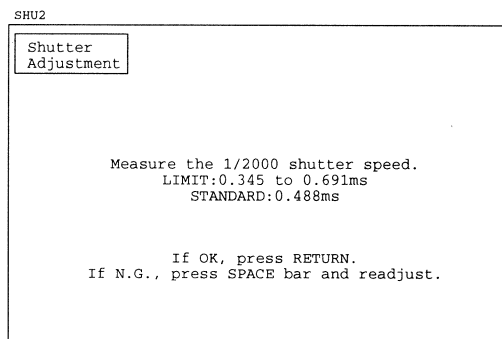 SHU2
Shutter
Adjustment
Measure the 1/2000 shutter speed.
LIMIT:0.345 to 0.691ms
STANDARD:0.488ms
If OK, press RETURN.
If N.G., press SPACE bar and readjust.